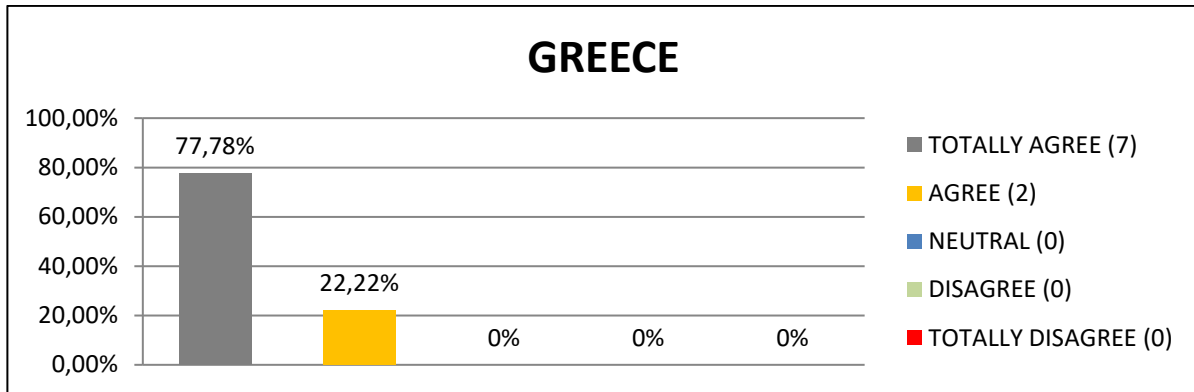 GREECE
100,00%
80,00%
60,00%
40,00%
20,00%
0,00%
77,78%
22,22%
0%
0%
0%
TOTALLY AGREE (7)
AGREE (2)
NEUTRAL (0)
DISAGREE (0)
TOTALLY DISAGREE (0)